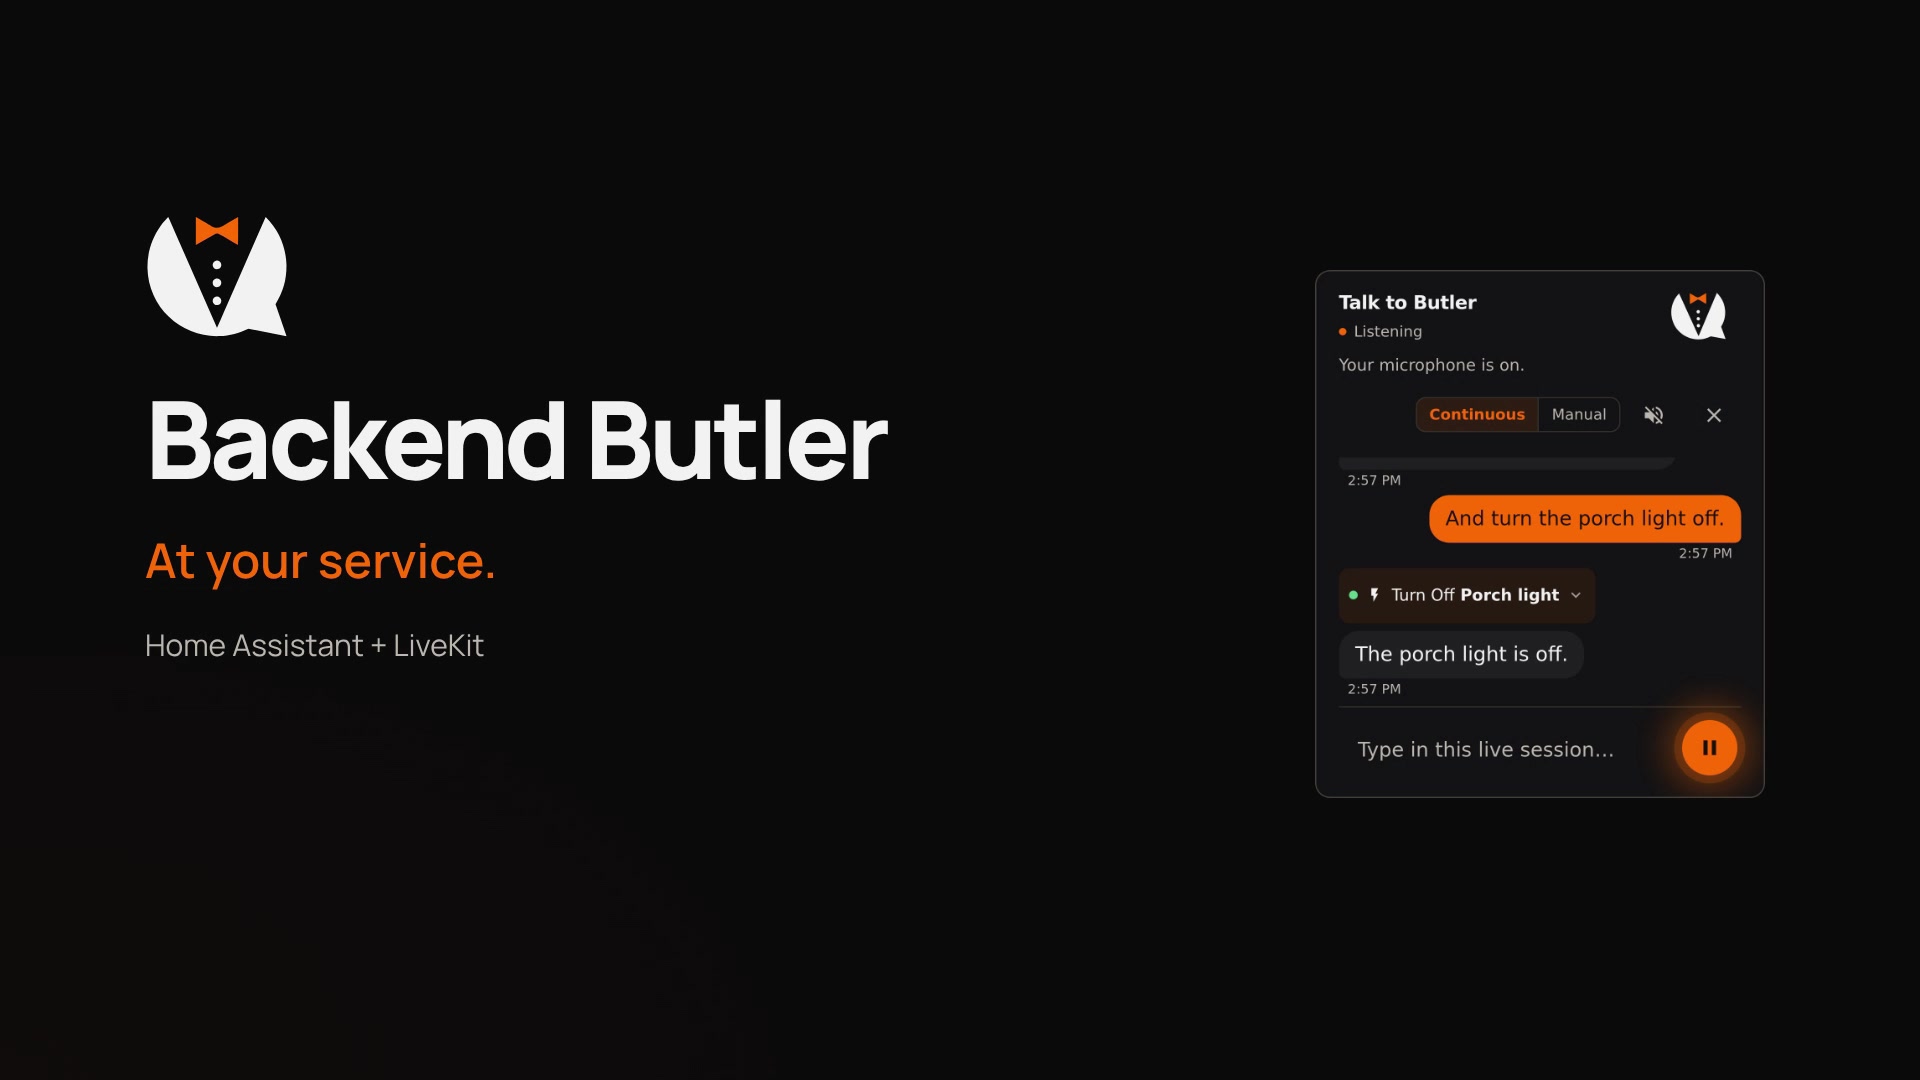 Backend Butler
At your service.
Home Assistant + LiveKit
Talk to Butler
Listening
Your microphone is on.
Continuous Manual
2:57 PM
And turn the porch light off.
2:57 PM
Turn Off Porch light
The porch light is off.
2:57 PM
Type in this live session...